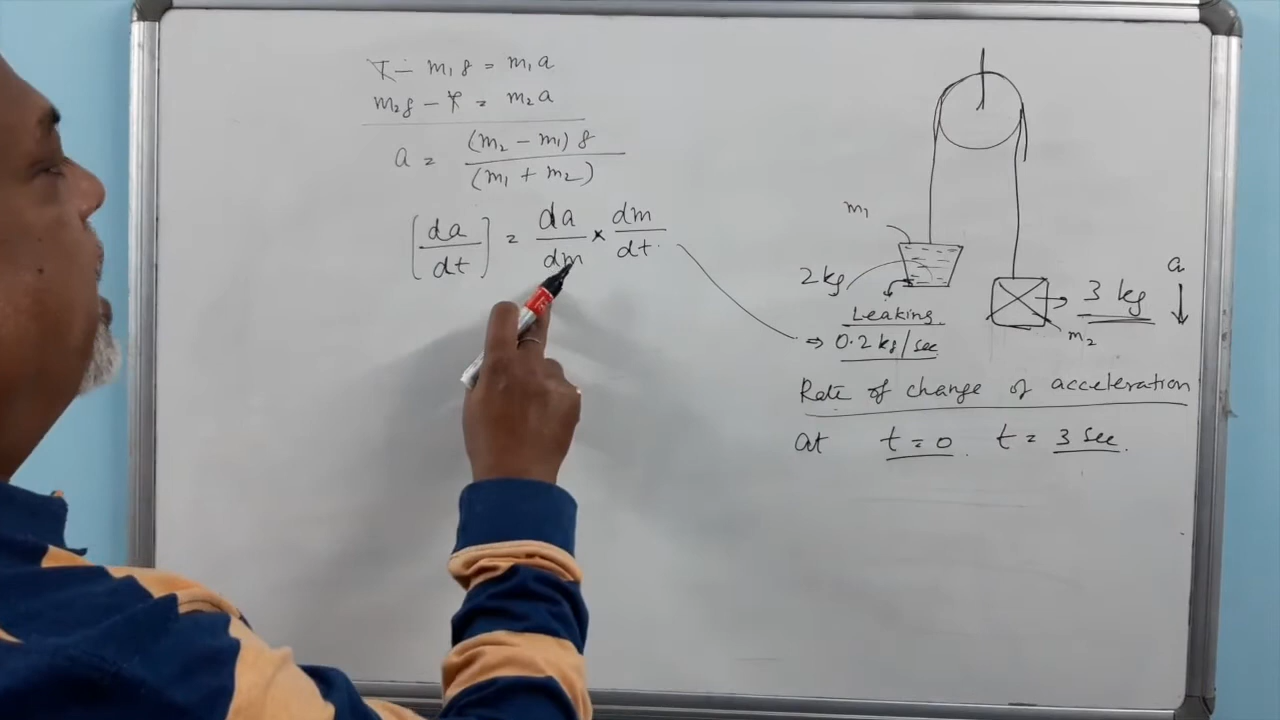 T - m₁g = m₁a
m₂g - T = m₂a
a = (m₂ - m₁) g / (m₁ + m₂)
[da/dt] = da/dm × dm/dt.
m₁
2 kg
Leaking.
⇒ 0.2 kg/sec
3 kg
m₂
a
Rate of change of acceleration
at t = 0. t = 3 sec.